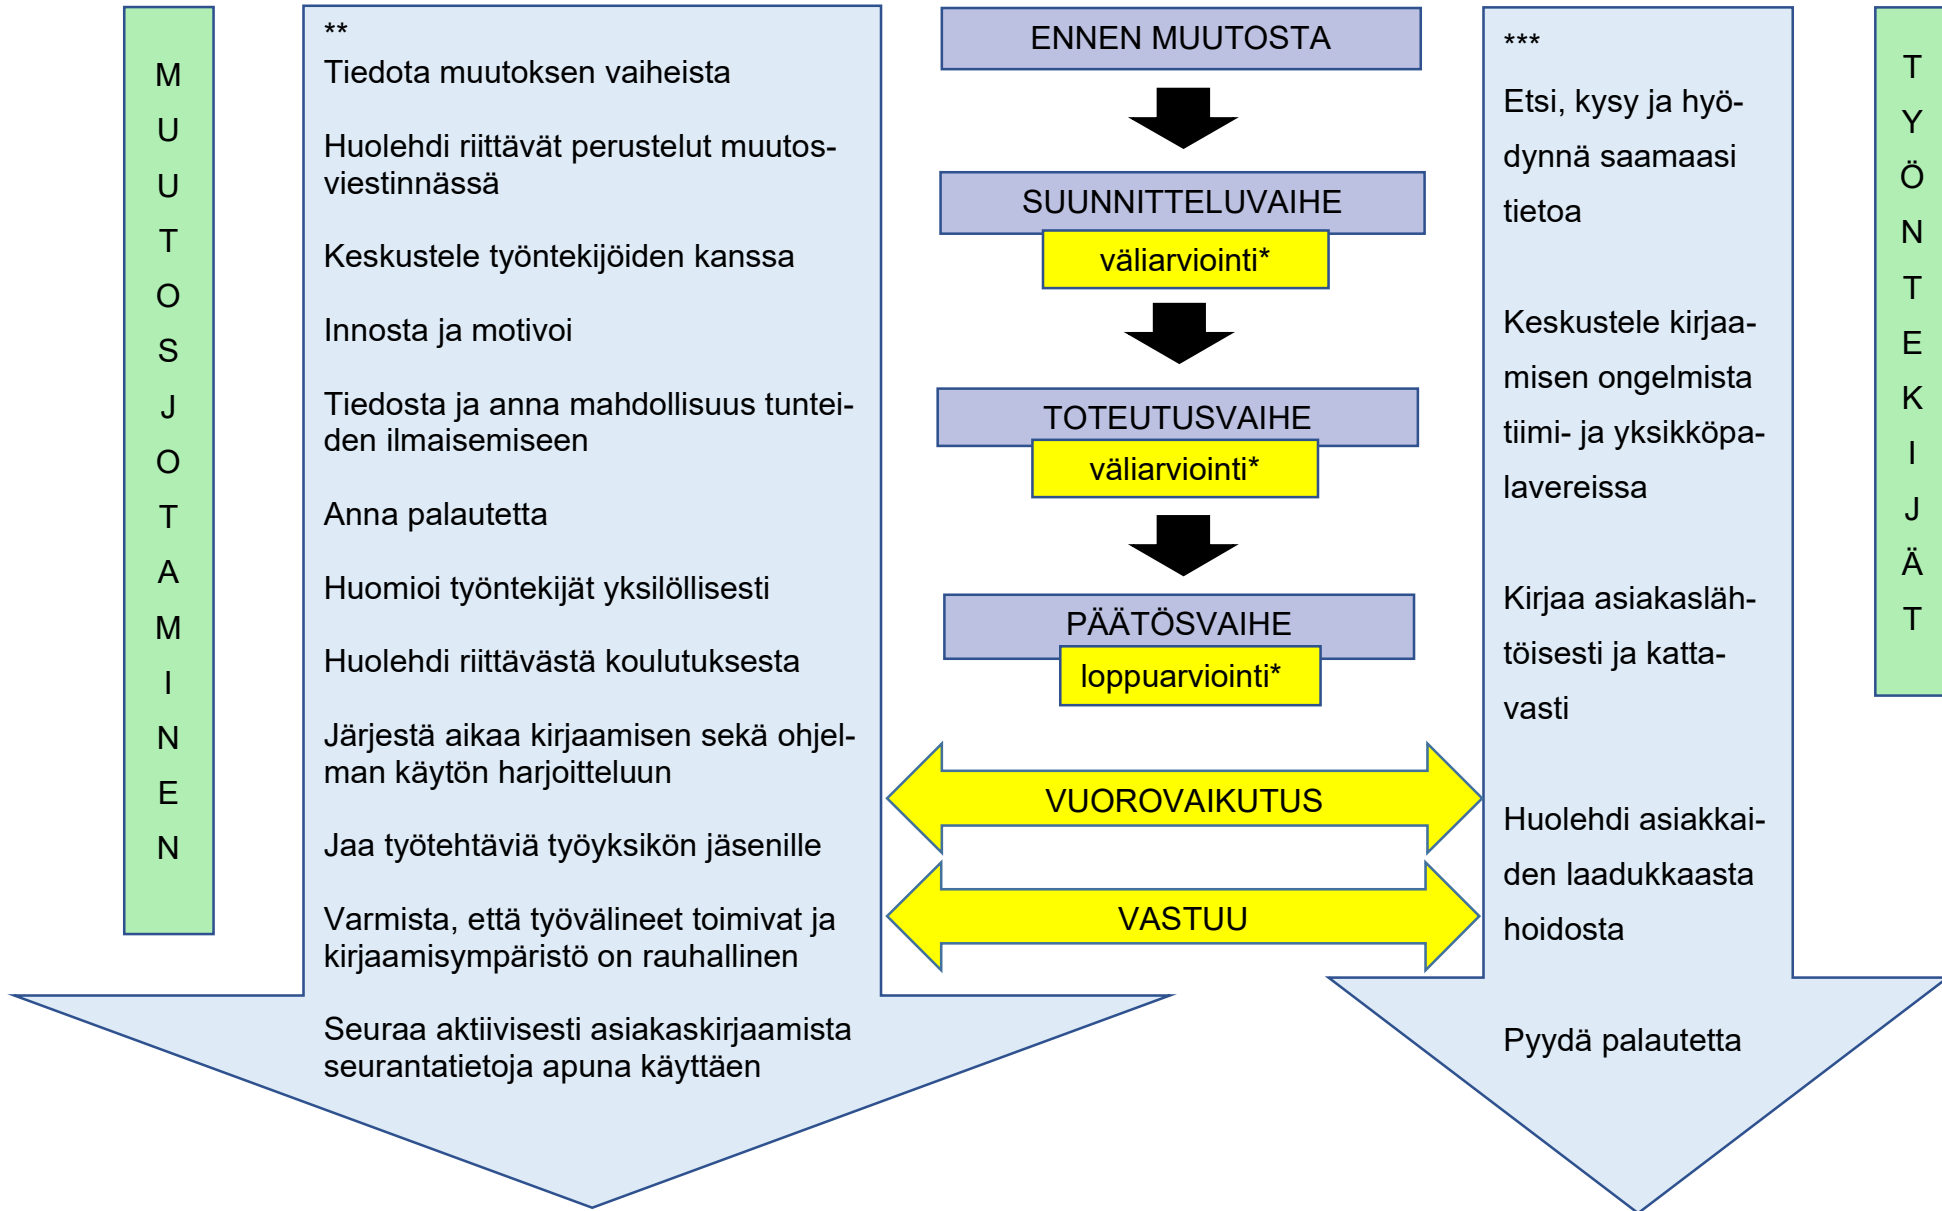 M
U
U
T
O
S
J
O
T
A
M
I
N
E
N
**
Tiedota muutoksen vaiheista
Huolehdi riittävät perustelut muutos-
viestinnässä
Keskustele työntekijöiden kanssa
Innosta ja motivoi
Tiedosta ja anna mahdollisuus tuntei-
den ilmaisemiseen
Anna palautetta
Huomioi työntekijät yksilöllisesti
Huolehdi riittävästä koulutuksesta
Järjestä aikaa kirjaamisen sekä ohjel-
man käytön harjoitteluun
Jaa työtehtäviä työyksikön jäsenille
Varmista, että työvälineet toimivat ja
kirjaamisympäristö on rauhallinen
Seuraa aktiivisesti asiakaskirjaamista
seurantatietoja apuna käyttäen
ENNEN MUUTOSTA
SUUNNITTELUVAIHE
väliarviointi*
TOTEUTUSVAIHE
väliarviointi*
PÄÄTÖSVAIHE
loppuarviointi*
VUOROVAIKUTUS
VASTUU
***
Etsi, kysy ja hyö-
dynnä saamaasi
tietoa
Keskustele kirjaa-
misen ongelmista
tiimi- ja yksikköpa-
lavereissa
Kirjaa asiakasläh-
töisesti ja katta-
vasti
Huolehdi asiakkai-
den laadukkaasta
hoidosta
Pyydä palautetta
T
Y
Ö
N
T
E
K
I
J
Ä
T